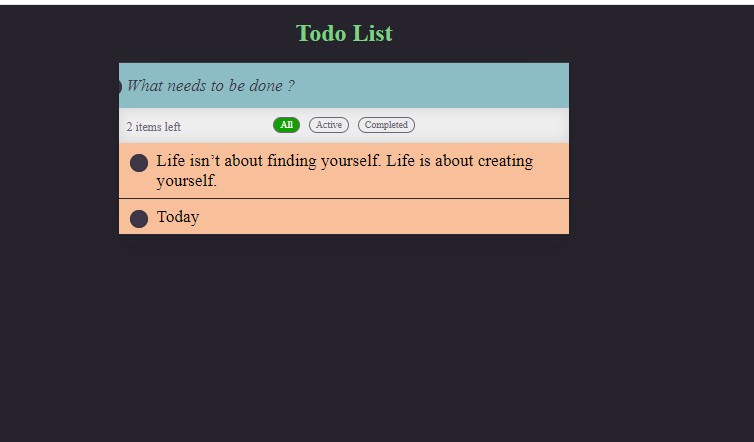 Todo List
What needs to be done ?
2 items left
All Active Completed
Life isn’t about finding yourself. Life is about creating
yourself.
Today